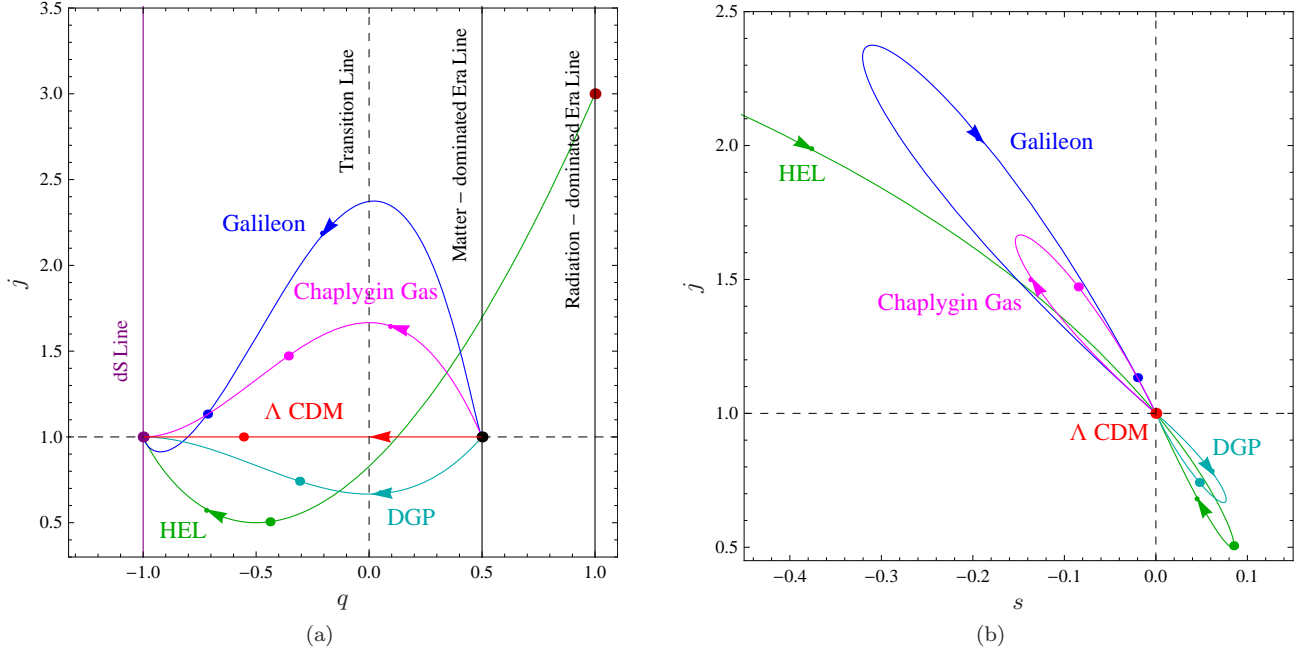 3.5
3.0
2.5
2.0
1.5
1.0
0.5
j
dS Line
Transition Line
Matter – dominated Era Line
Radiation – dominated Era Line
Galileon
Chaplygin Gas
Λ CDM
HEL
DGP
−1.0
−0.5
0.0
0.5
1.0
q
(a)
2.5
2.0
1.5
1.0
0.5
j
Galileon
HEL
Chaplygin Gas
Λ CDM
DGP
−0.4
−0.3
−0.2
−0.1
0.0
0.1
s
(b)